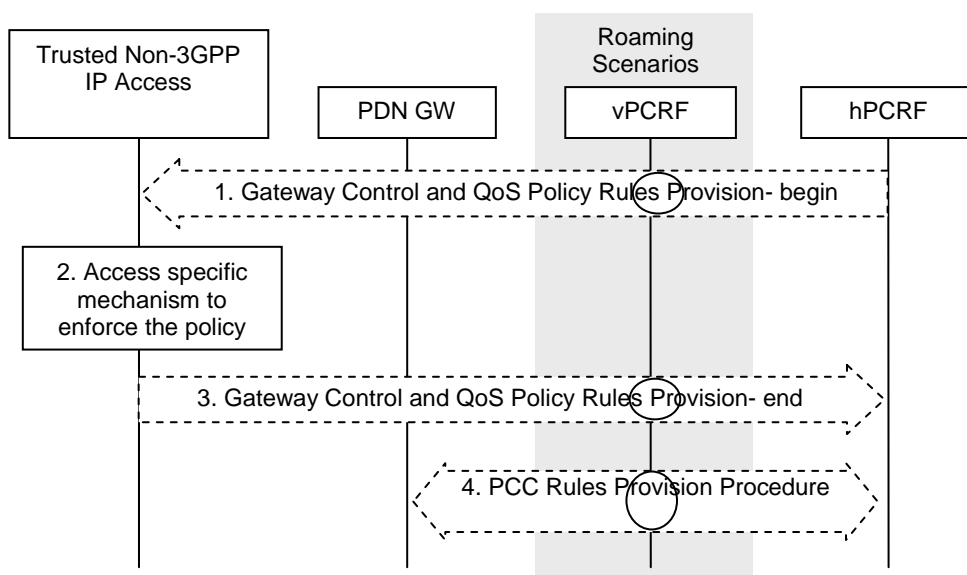 Roaming
Scenarios
Trusted Non-3GPP
IP Access
PDN GW
vPCRF
hPCRF
1. Gateway Control and QoS Policy Rules Provision- begin
2. Access specific
mechanism to
enforce the policy
3. Gateway Control and QoS Policy Rules Provision- end
4. PCC Rules Provision Procedure